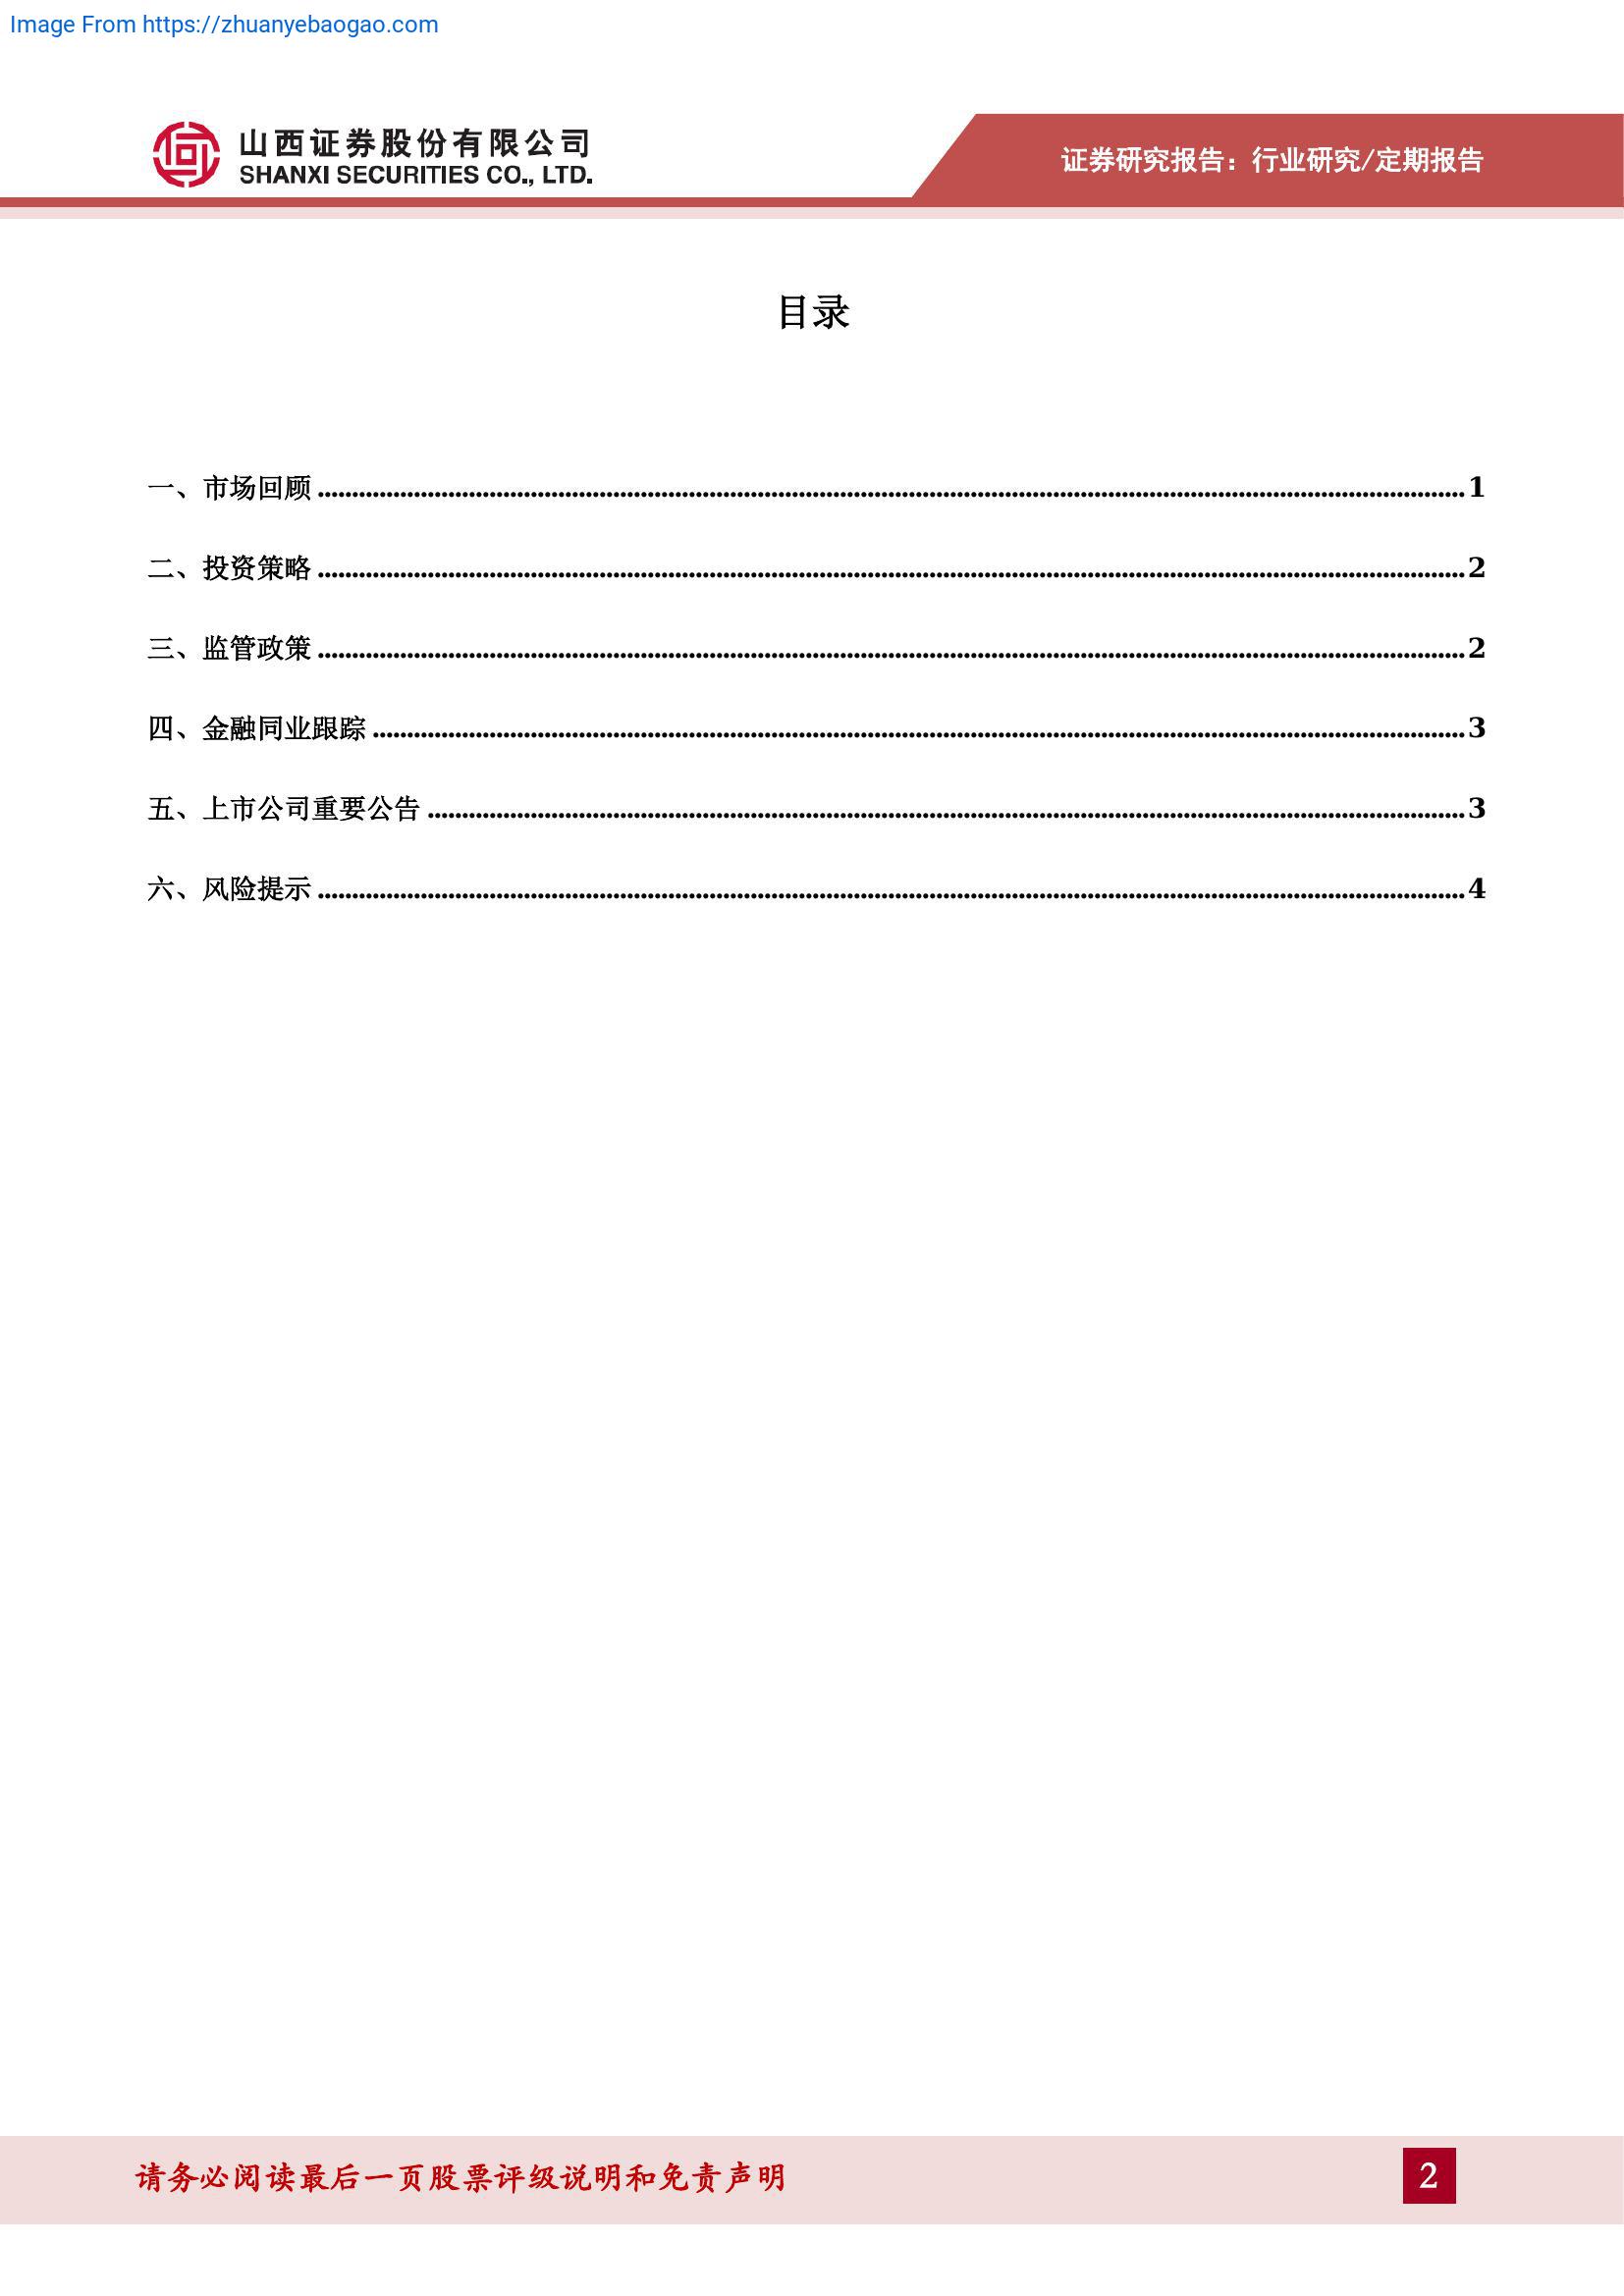 Image From https://zhuanyebaogao.com
山西证券股份有限公司
SHANXI SECURITIES CO., LTD.
证券研究报告：行业研究/定期报告
目录
一、市场回顾 1
二、投资策略 2
三、监管政策 2
四、金融同业跟踪 3
五、上市公司重要公告 3
六、风险提示 4
请务必阅读最后一页股票评级说明和免责声明
2